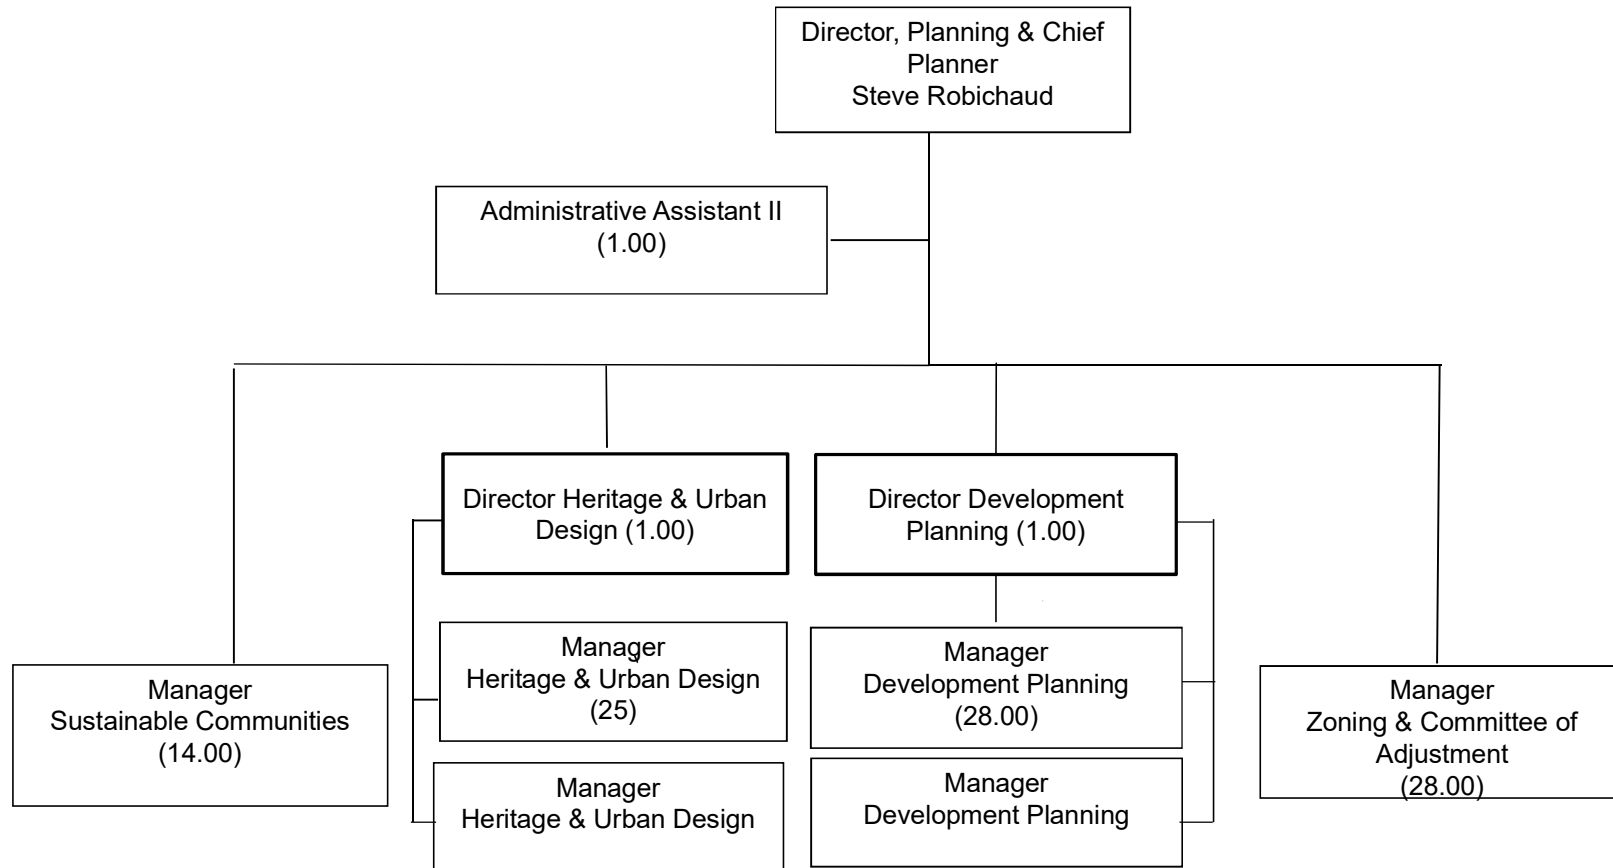 Director, Planning & Chief
Planner
Steve Robichaud
Administrative Assistant II
(1.00)
Director Heritage & Urban
Design (1.00)
Director Development
Planning (1.00)
Manager
Sustainable Communities
(14.00)
Manager
Heritage & Urban Design
(25)
Manager
Heritage & Urban Design
Manager
Development Planning
(28.00)
Manager
Development Planning
Manager
Zoning & Committee of
Adjustment
(28.00)